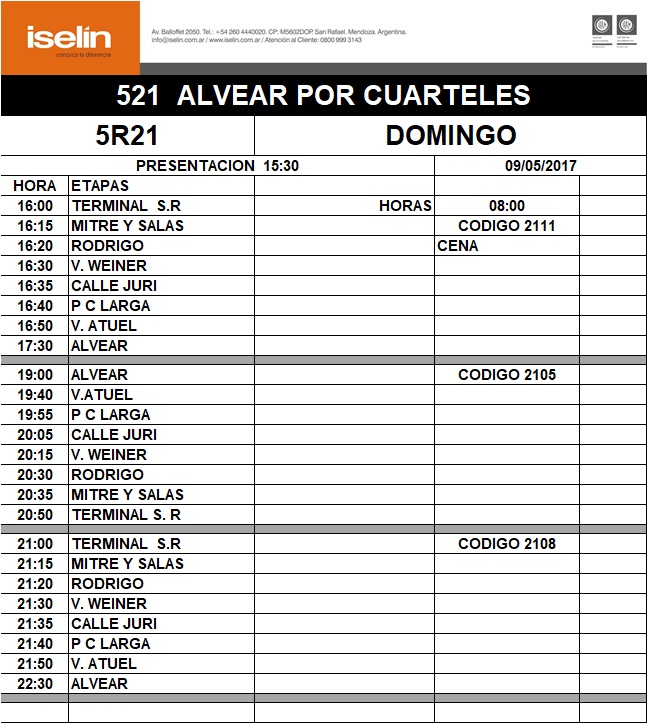 iselín
conozca la diferencia
Av. Balloffet 2050. Tel.: +54 260 4440020. CP: M5602DOP. San Rafael. Mendoza. Argentina.
info@iselin.com.ar / www.iselin.com.ar / Atención al Cliente: 0800 999 3143
521 ALVEAR POR CUARTELES
5R21 DOMINGO
PRESENTACION 15:30 09/05/2017
HORA ETAPAS
16:00 TERMINAL S.R HORAS 08:00
16:15 MITRE Y SALAS CODIGO 2111
16:20 RODRIGO CENA
16:30 V. WEINER
16:35 CALLE JURI
16:40 P C LARGA
16:50 V. ATUEL
17:30 ALVEAR
19:00 ALVEAR CODIGO 2105
19:40 V.ATUEL
19:55 P C LARGA
20:05 CALLE JURI
20:15 V. WEINER
20:30 RODRIGO
20:35 MITRE Y SALAS
20:50 TERMINAL S. R
21:00 TERMINAL S.R CODIGO 2108
21:15 MITRE Y SALAS
21:20 RODRIGO
21:30 V. WEINER
21:35 CALLE JURI
21:40 P C LARGA
21:50 V. ATUEL
22:30 ALVEAR